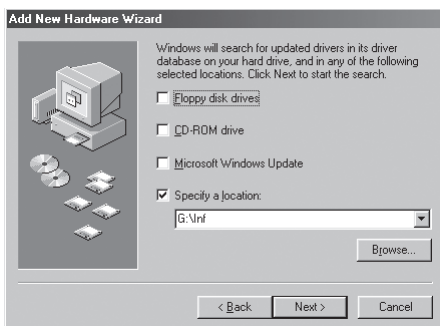 Add New Hardware Wizard
Windows will search for updated drivers in its driver
database on your hard drive, and in any of the following
selected locations. Click Next to start the search.
Floppy disk drives
CD-ROM drive
Microsoft Windows Update
Specify a location:
G:\Inf
Browse...
< Back
Next >
Cancel